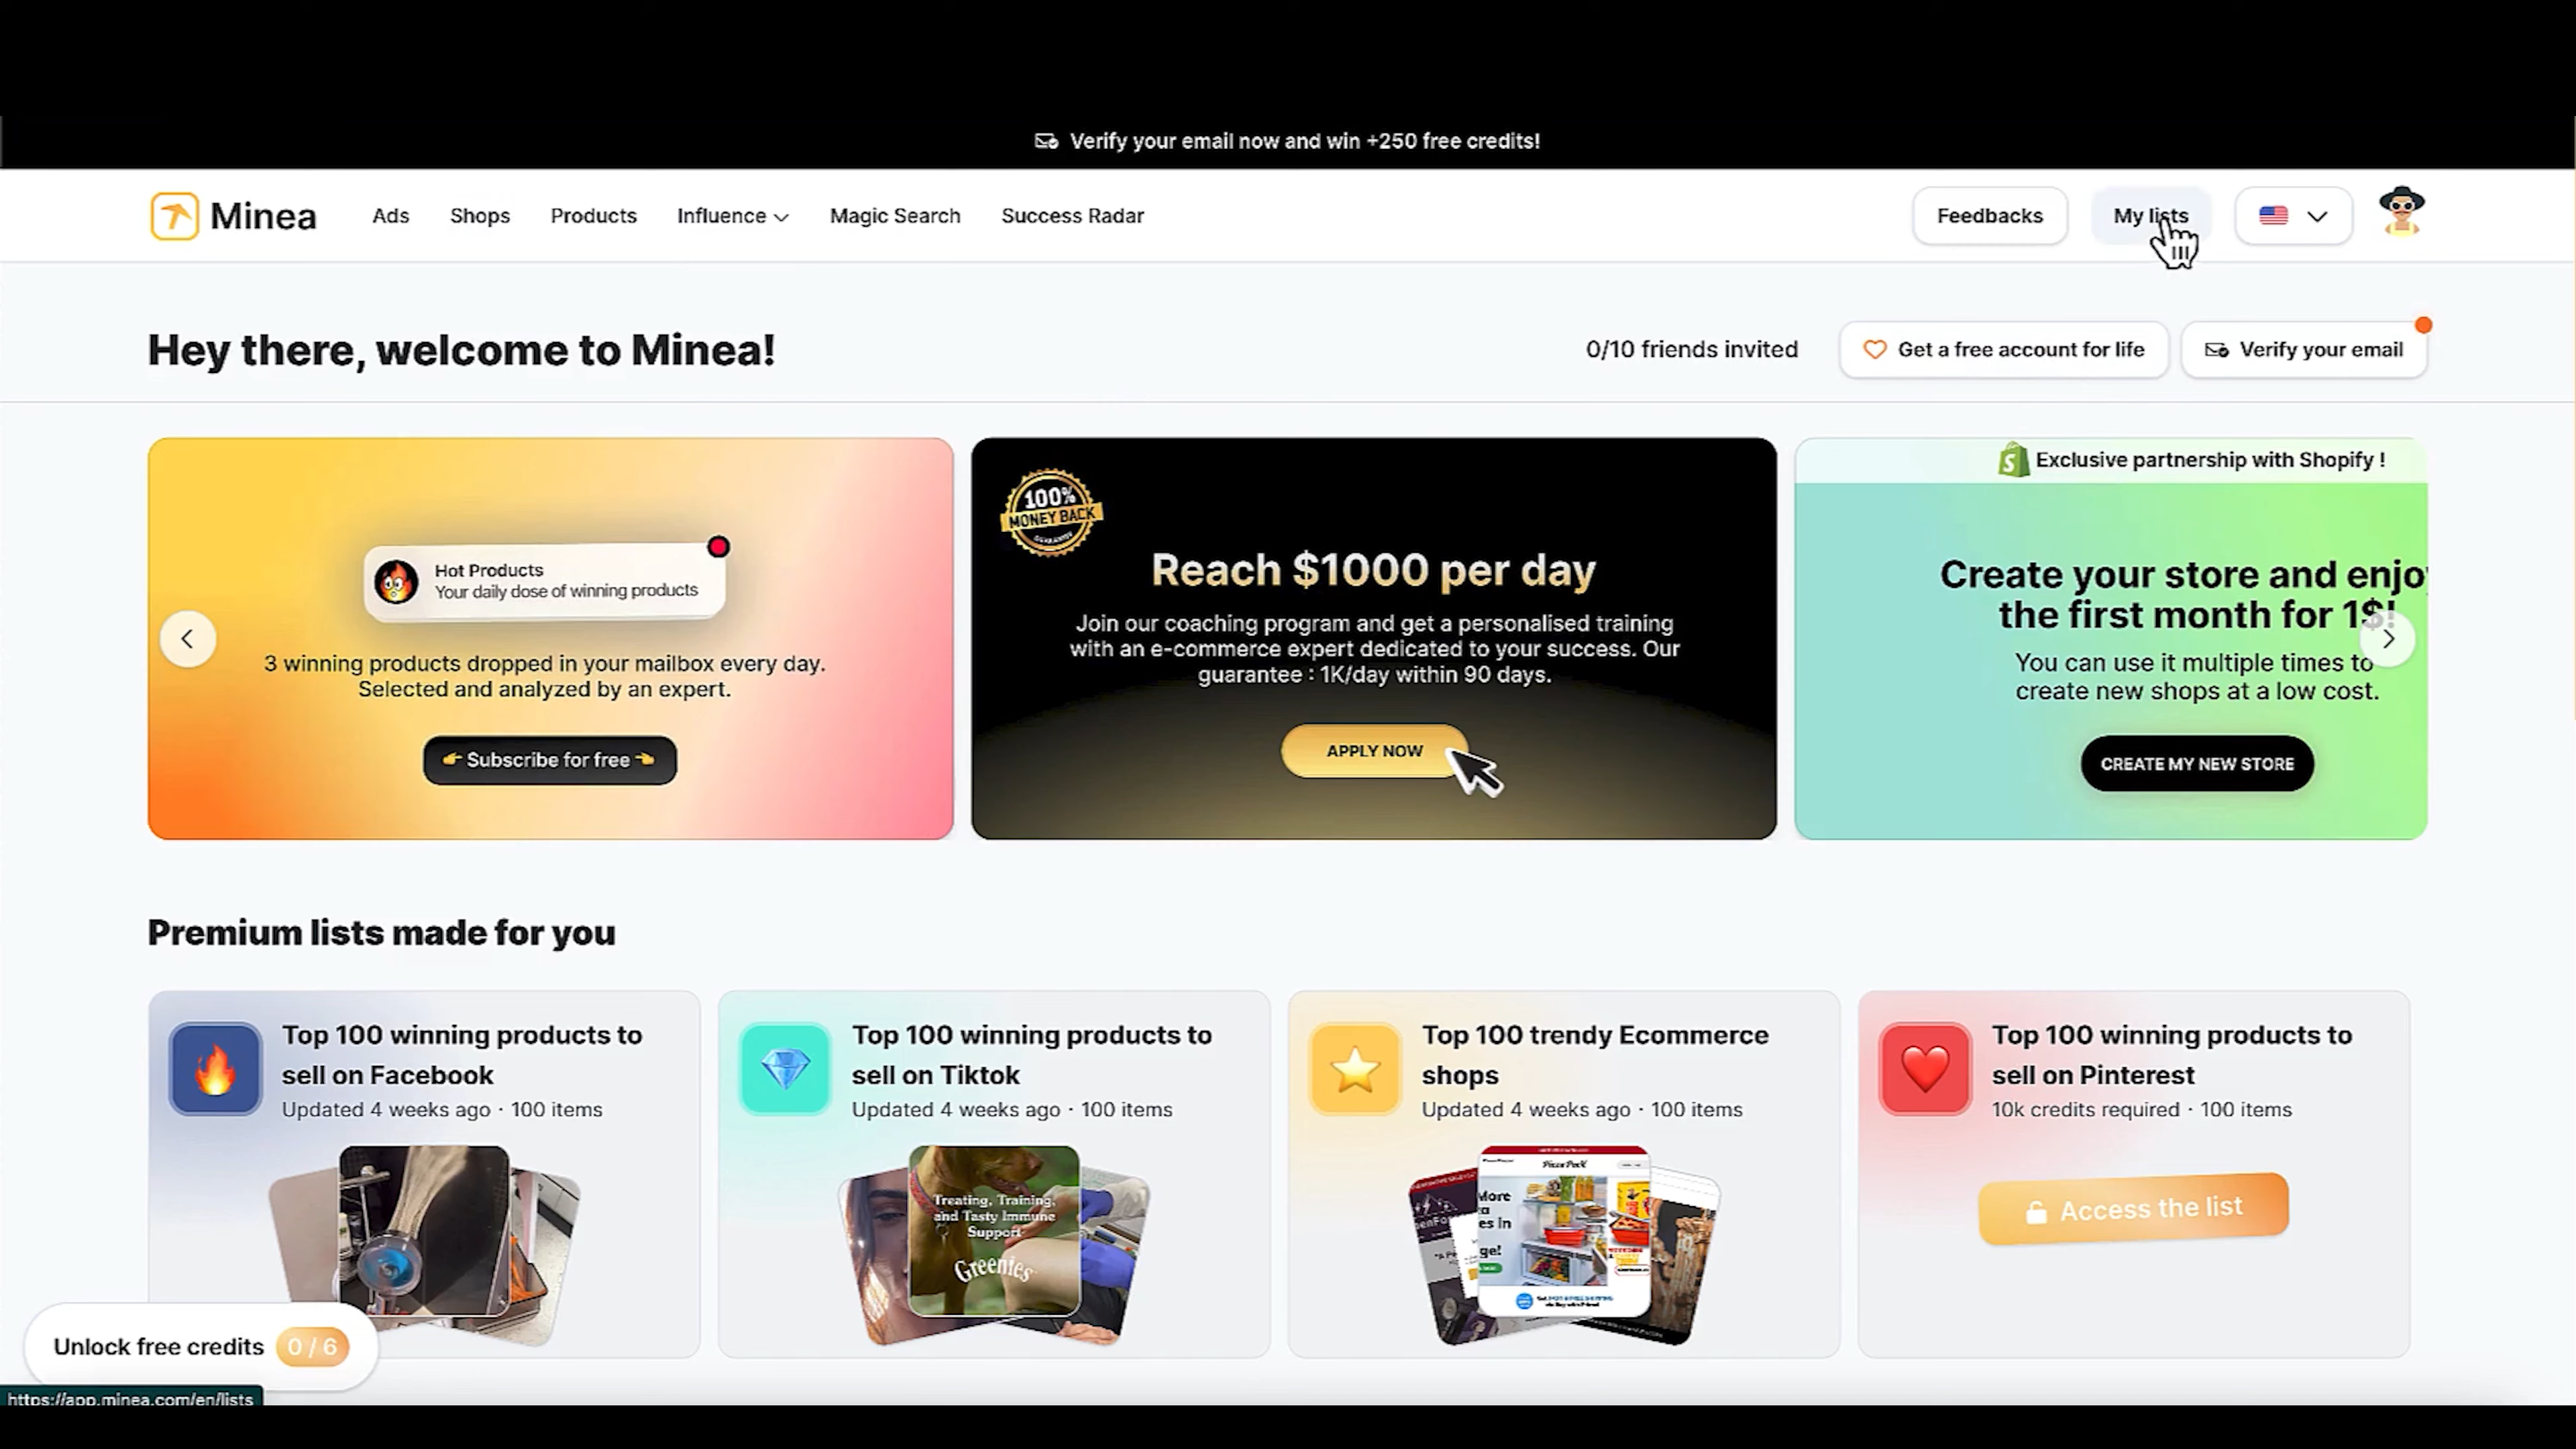 Verify your email now and win +250 free credits!
Minea
Ads
Shops
Products
Influence
Magic Search
Success Radar
Feedbacks
My lists
Hey there, welcome to Minea!
0/10 friends invited
Get a free account for life
Verify your email
Hot Products
Your daily dose of winning products
3 winning products dropped in your mailbox every day.
Selected and analyzed by an expert.
Subscribe for free
100%
MONEY BACK
GUARANTEE
Reach $1000 per day
Join our coaching program and get a personalised training
with an e-commerce expert dedicated to your success. Our
guarantee : 1K/day within 90 days.
APPLY NOW
Exclusive partnership with Shopify !
Create your store and enjo
the first month for 1$!
You can use it multiple times to
create new shops at a low cost.
CREATE MY NEW STORE
Premium lists made for you
Top 100 winning products to
sell on Facebook
Updated 4 weeks ago · 100 items
Top 100 winning products to
sell on Tiktok
Updated 4 weeks ago · 100 items
Treating, Training,
and Tasty Immune
Support
Greenies
Top 100 trendy Ecommerce
shops
Updated 4 weeks ago · 100 items
More
es In
ge!
Top 100 winning products to
sell on Pinterest
10k credits required · 100 items
Access the list
Unlock free credits
0 / 6
https://app.minea.com/en/lists